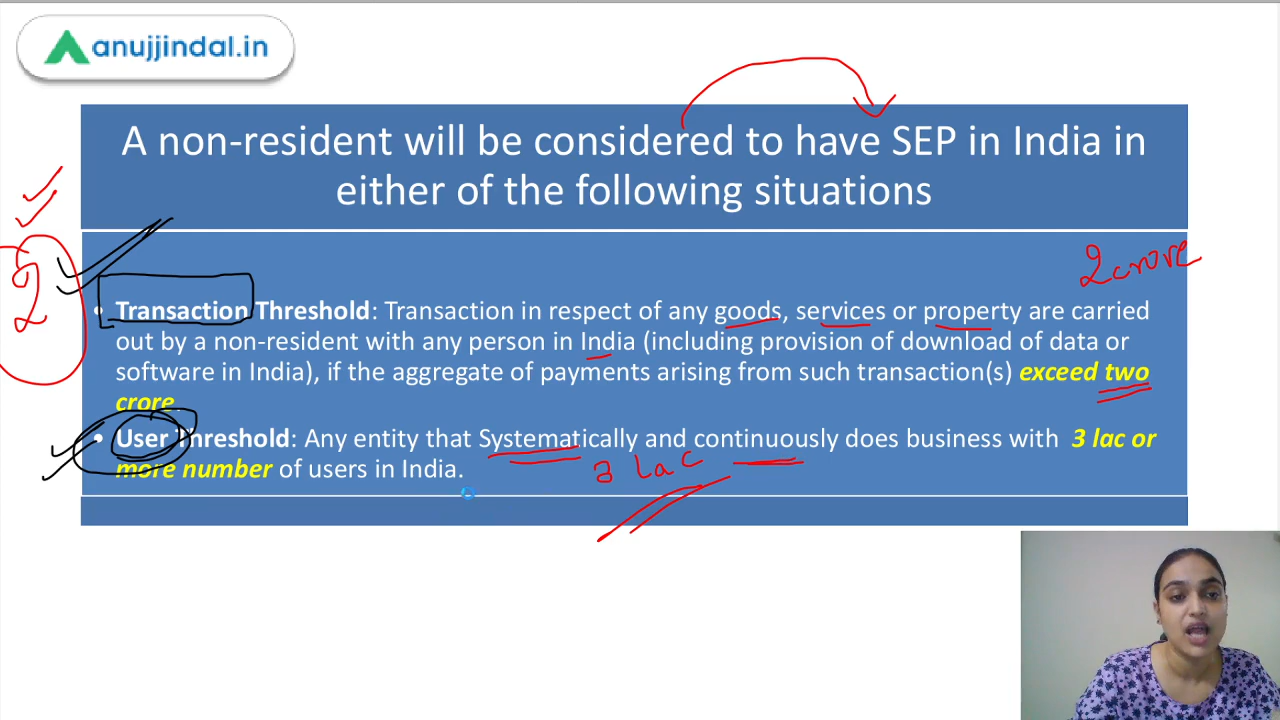 anujjindal.in
A non-resident will be considered to have SEP in India in
either of the following situations
2
2 crore
• Transaction Threshold: Transaction in respect of any goods, services or property are carried
out by a non-resident with any person in India (including provision of download of data or
software in India), if the aggregate of payments arising from such transaction(s) exceed two
crore.
• User Threshold: Any entity that Systematically and continuously does business with 3 lac or
more number of users in India.
3 lac